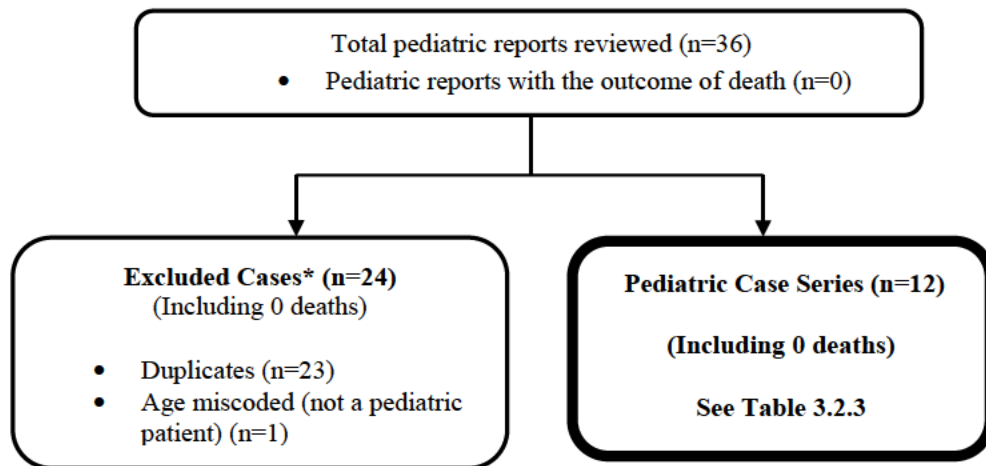 Total pediatric reports reviewed (n=36)
• Pediatric reports with the outcome of death (n=0)
Excluded Cases* (n=24)
(Including 0 deaths)
• Duplicates (n=23)
• Age miscoded (not a pediatric
patient) (n=1)
Pediatric Case Series (n=12)
(Including 0 deaths)
See Table 3.2.3